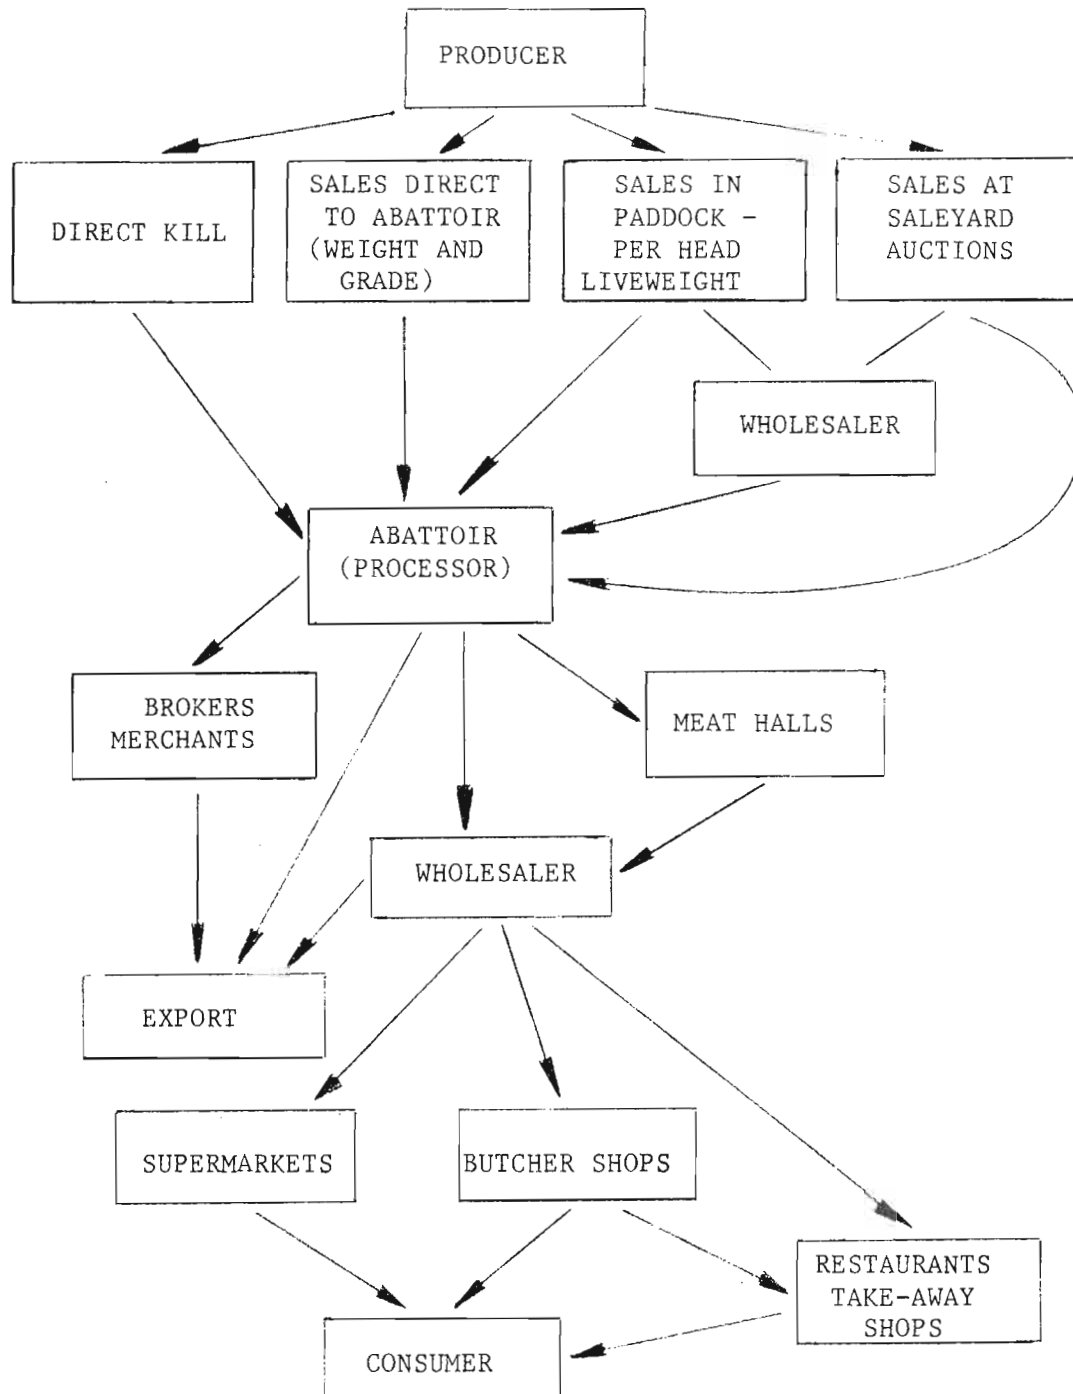 PRODUCER
DIRECT KILL
SALES DIRECT
TO ABATTOIR
(WEIGHT AND
GRADE)
SALES IN
PADDOCK -
PER HEAD
LIVEWEIGHT
SALES AT
SALEYARD
AUCTIONS
WHOLESALER
ABATTOIR
(PROCESSOR)
BROKERS
MERCHANTS
MEAT HALLS
WHOLESALER
EXPORT
SUPERMARKETS
BUTCHER SHOPS
RESTAURANTS
TAKE-AWAY
SHOPS
CONSUMER